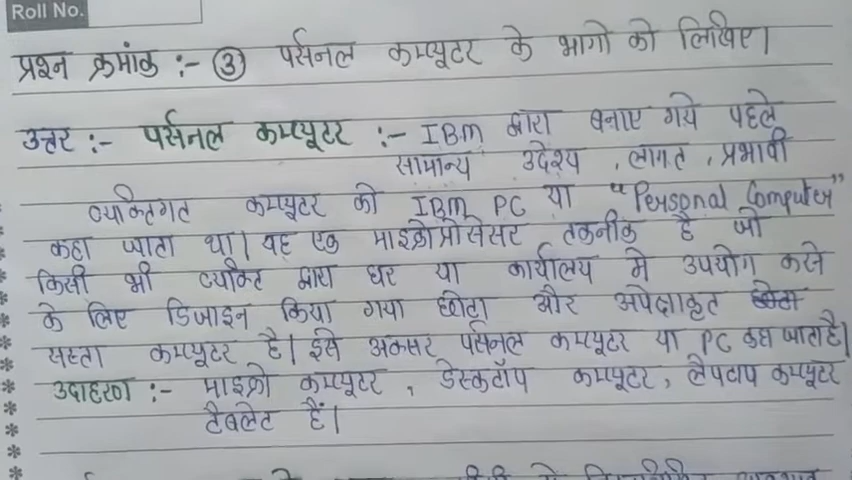 Roll No.
प्रश्न क्रमांक :- ③ पर्सनल कम्प्यूटर के भागो को लिखिए।
उत्तर :- पर्सनल कम्प्यूटर :- IBM द्वारा बनाए गये पहले
सामान्य उदेश्य , लागत , प्रभावी
व्यक्तिगत कम्प्यूटर को IBM PC या "Personal Computer"
कहा जाता था। यह एक माइक्रोप्रोसेसर तकनीक है जो
किसी भी व्यक्ति द्वारा घर या कार्यालय मे उपयोग करने
के लिए डिजाइन किया गया छोटा और अपेक्षाकृत
सस्ता कम्प्यूटर है। इसे अक्सर पर्सनुल कम्प्यूटर या PC कहा जाता है।
उदाहरण :- माइक्रो कम्प्यूटर , डेस्कटॉप कम्प्यूटर, लैपटाप कम्प्यूटर
टैबलेट हैं।